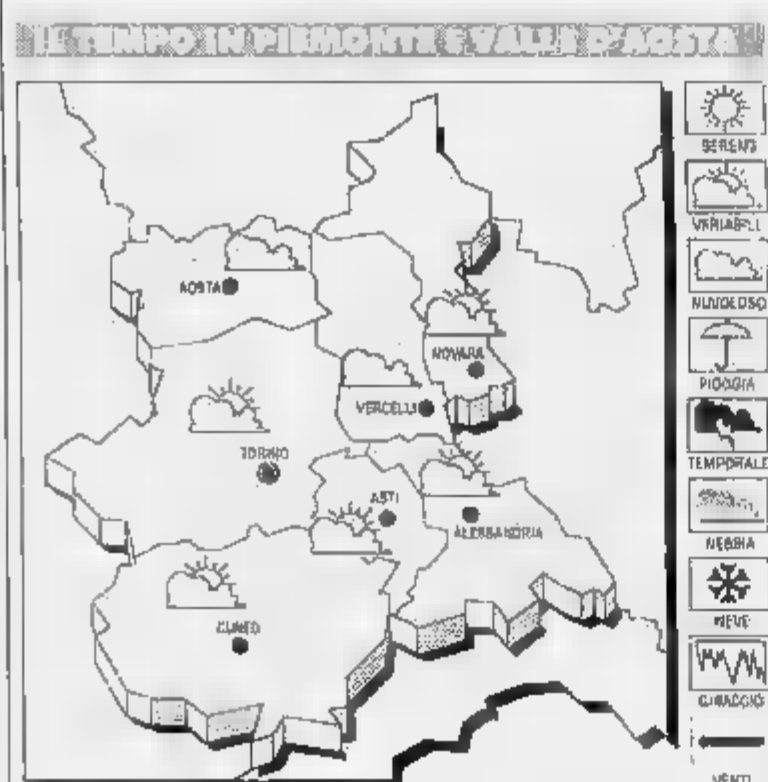 IL TEMPO IN PIEMONTE E VALLE D'AOSTA
SERENO
VARIABILE
NUVOLOSO
PIOGGIA
TEMPORALE
NEBBIA
NEVE
GHIACCIO
VENTI
AOSTA
NOVARA
VERCELLI
TORINO
ASTI
ALESSANDRIA
CUNEO